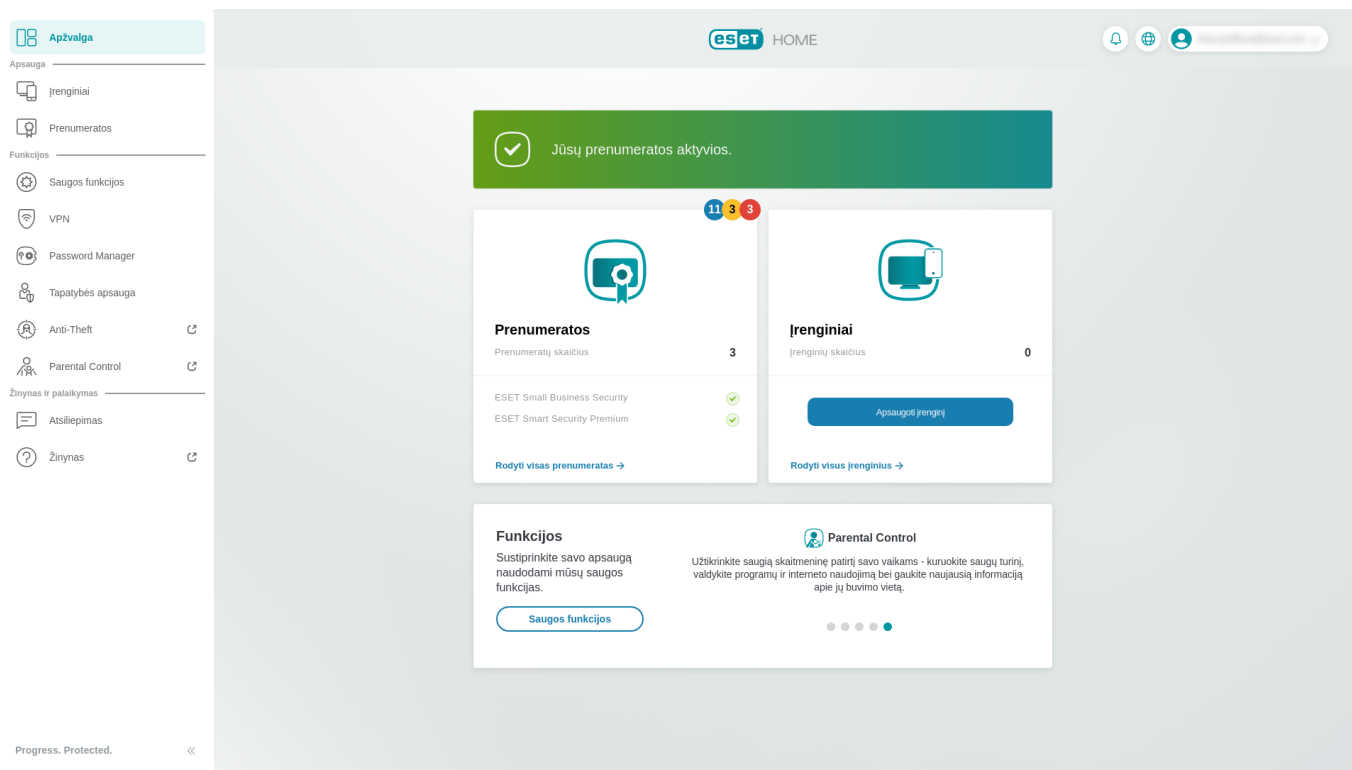 Apžvalga
Apsauga
Įrenginiai
Prenumeratos
Funkcijos
Saugos funkcijos
VPN
Password Manager
Tapatybės apsauga
Anti-Theft
Parental Control
Žinynas ir palaikymas
Atsiliepimas
Žinynas
Progress. Protected.
eset HOME
Jūsų prenumeratos aktyvios.
11 3 3
Prenumeratos
Prenumeratų skaičius 3
ESET Small Business Security
ESET Smart Security Premium
Rodyti visas prenumeratas
Įrenginiai
Įrenginių skaičius 0
Apsaugoti įrenginį
Rodyti visus įrenginius
Funkcijos
Sustiprinkite savo apsaugą
naudodami mūsų saugos
funkcijas.
Saugos funkcijos
Parental Control
Užtikrinkite saugią skaitmeninę patirtį savo vaikams - kuruokite saugų turinį,
valdykite programų ir interneto naudojimą bei gaukite naujausią informaciją
apie jų buvimo vietą.